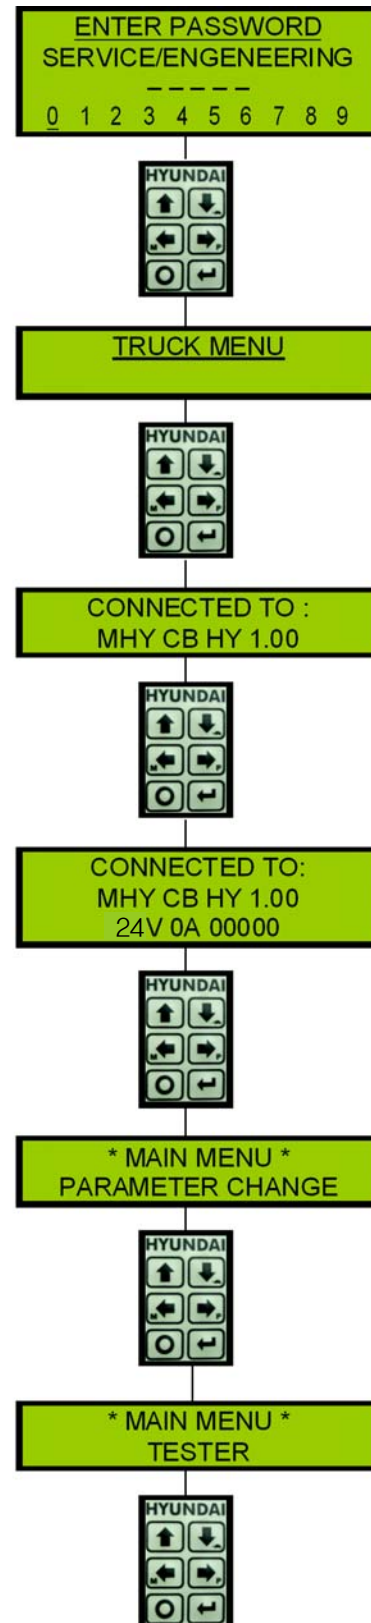 ENTER PASSWORD
SERVICE/ENGENEERING
_ _ _ _ _
0 1 2 3 4 5 6 7 8 9
HYUNDAI
M P
TRUCK MENU
HYUNDAI
M P
CONNECTED TO :
MHY CB HY 1.00
HYUNDAI
M P
CONNECTED TO:
MHY CB HY 1.00
24V 0A 00000
HYUNDAI
M P
* MAIN MENU *
PARAMETER CHANGE
HYUNDAI
M P
* MAIN MENU *
TESTER
HYUNDAI
M P